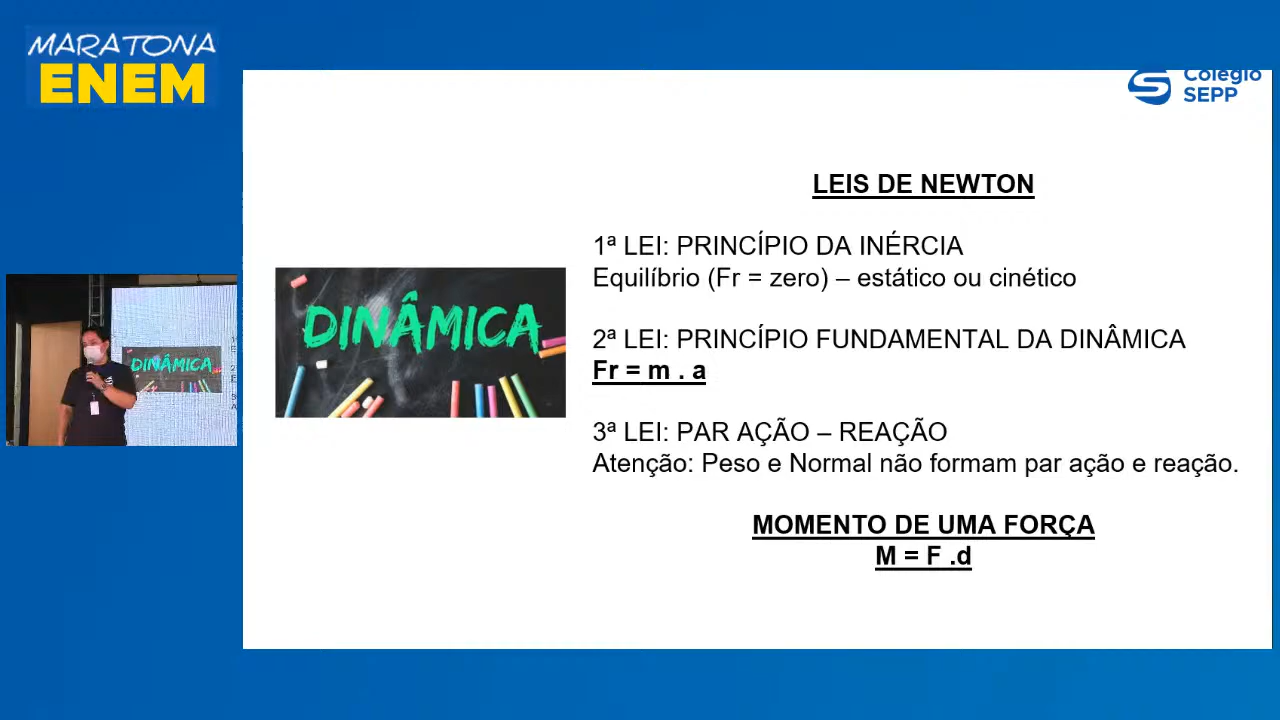 MARATONA
ENEM
Colégio
SEPP
LEIS DE NEWTON
1ª LEI: PRINCÍPIO DA INÉRCIA
Equilíbrio (Fr = zero) – estático ou cinético
DINÂMICA
2ª LEI: PRINCÍPIO FUNDAMENTAL DA DINÂMICA
Fr = m . a
DINÂMICA
3ª LEI: PAR AÇÃO – REAÇÃO
Atenção: Peso e Normal não formam par ação e reação.
MOMENTO DE UMA FORÇA
M = F .d